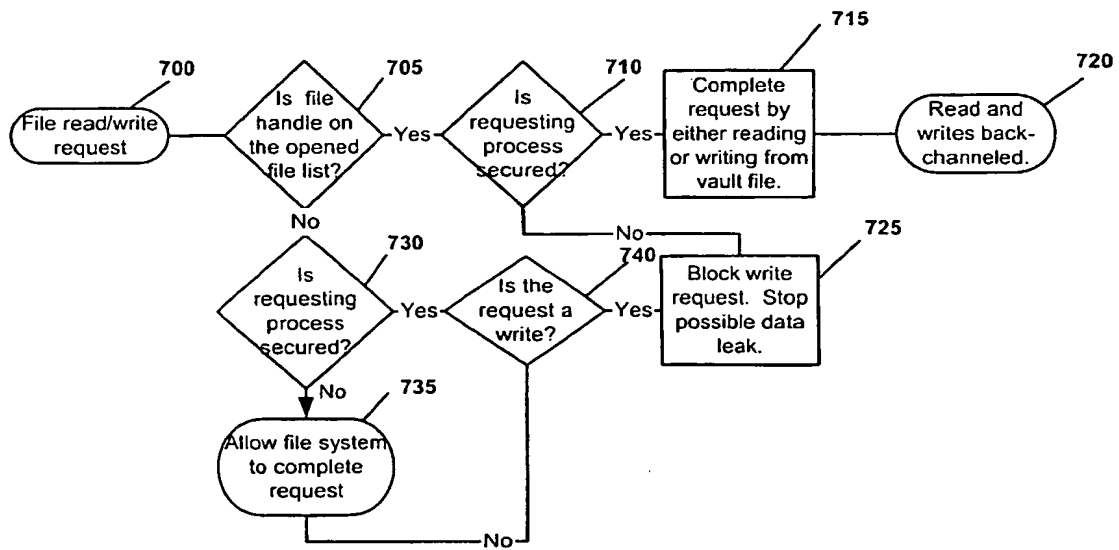 700
File read/write
request
705
Is file
handle on
the opened
file list?
Yes
710
Is
requesting
process
secured?
Yes
715
Complete
request by
either reading
or writing from
vault file.
720
Read and
writes back-
channeled.
No
No
730
Is
requesting
process
secured?
Yes
740
Is the
request a
write?
Yes
725
Block write
request. Stop
possible data
leak.
No
735
Allow file system
to complete
request
No